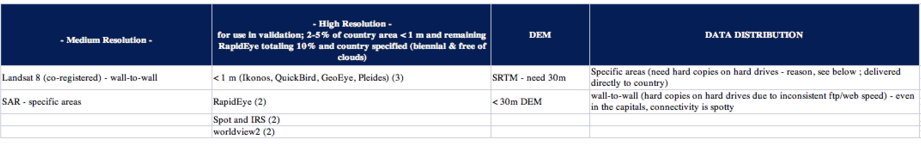 - Medium Resolution -
- High Resolution -
for use in validation; 2-5% of country area < 1 m and remaining
RapidEye totaling 10% and country specified (biennial & free of
clouds)
DEM
DATA DISTRIBUTION
Landsat 8 (co-registered) - wall-to-wall
< 1 m (Ikonos, QuickBird, GeoEye, Pleides) (3)
SRTM - need 30m
Specific areas (need hard copies on hard drives - reason, see below ; delivered
directly to country)
SAR - specific areas
RapidEye (2)
< 30m DEM
wall-to-wall (hard copies on hard drives due to inconsistent ftp/web speed) - even
in the capitals, connectivity is spotty
Spot and IRS (2)
worldview2 (2)